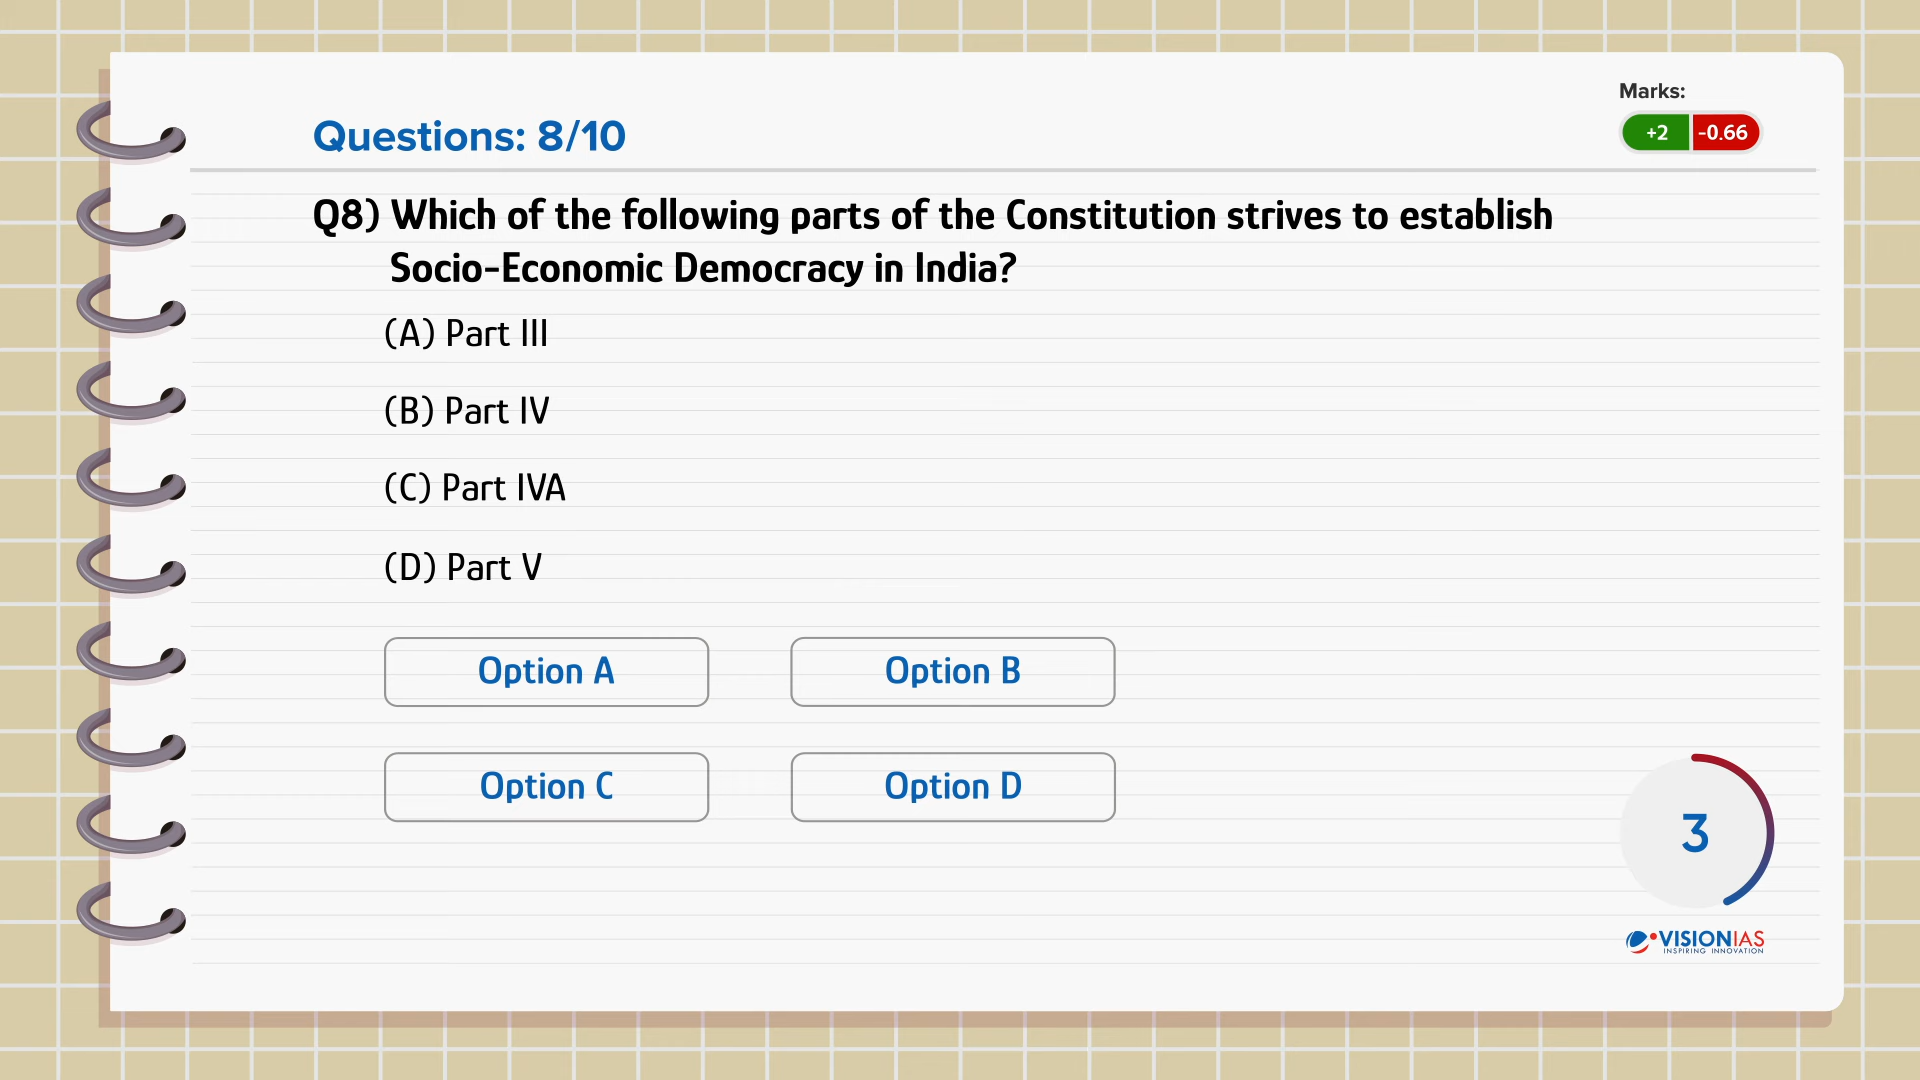 Marks:
Questions: 8/10
+2 -0.66
Q8) Which of the following parts of the Constitution strives to establish
Socio-Economic Democracy in India?
(A) Part III
(B) Part IV
(C) Part IVA
(D) Part V
Option A
Option B
Option C
Option D
3
VISIONIAS
INSPIRING INNOVATION